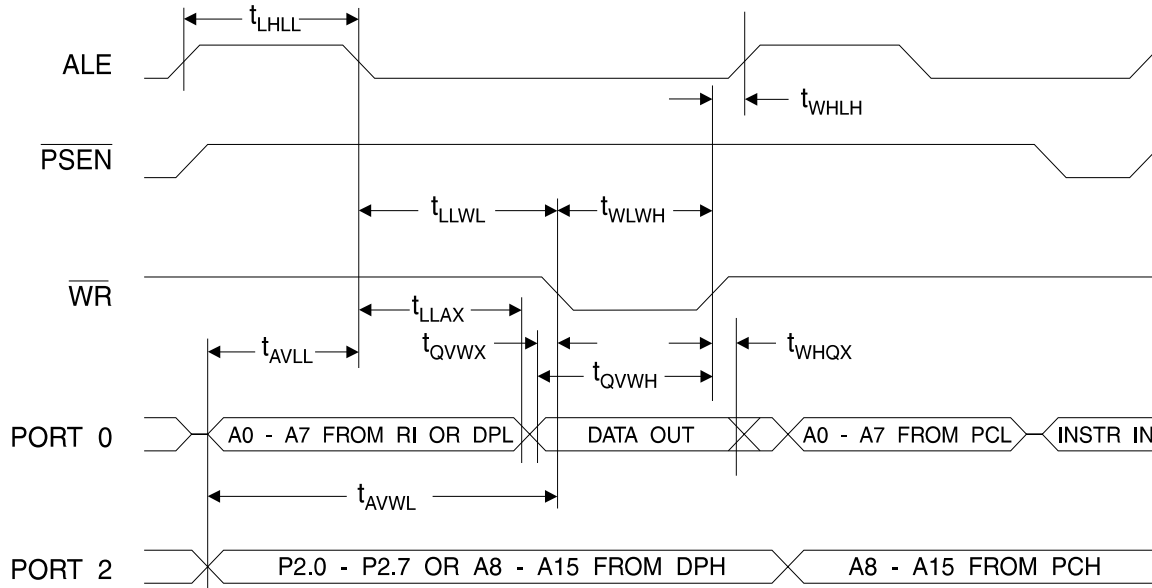 tLHLL
ALE
tWHLH
PSEN
tLLWL
tWLWH
WR
tLLAX
tQVWX
tWHQX
tAVLL
tQVWH
PORT 0
A0 - A7 FROM RI OR DPL
DATA OUT
A0 - A7 FROM PCL
INSTR IN
tAVWL
PORT 2
P2.0 - P2.7 OR A8 - A15 FROM DPH
A8 - A15 FROM PCH